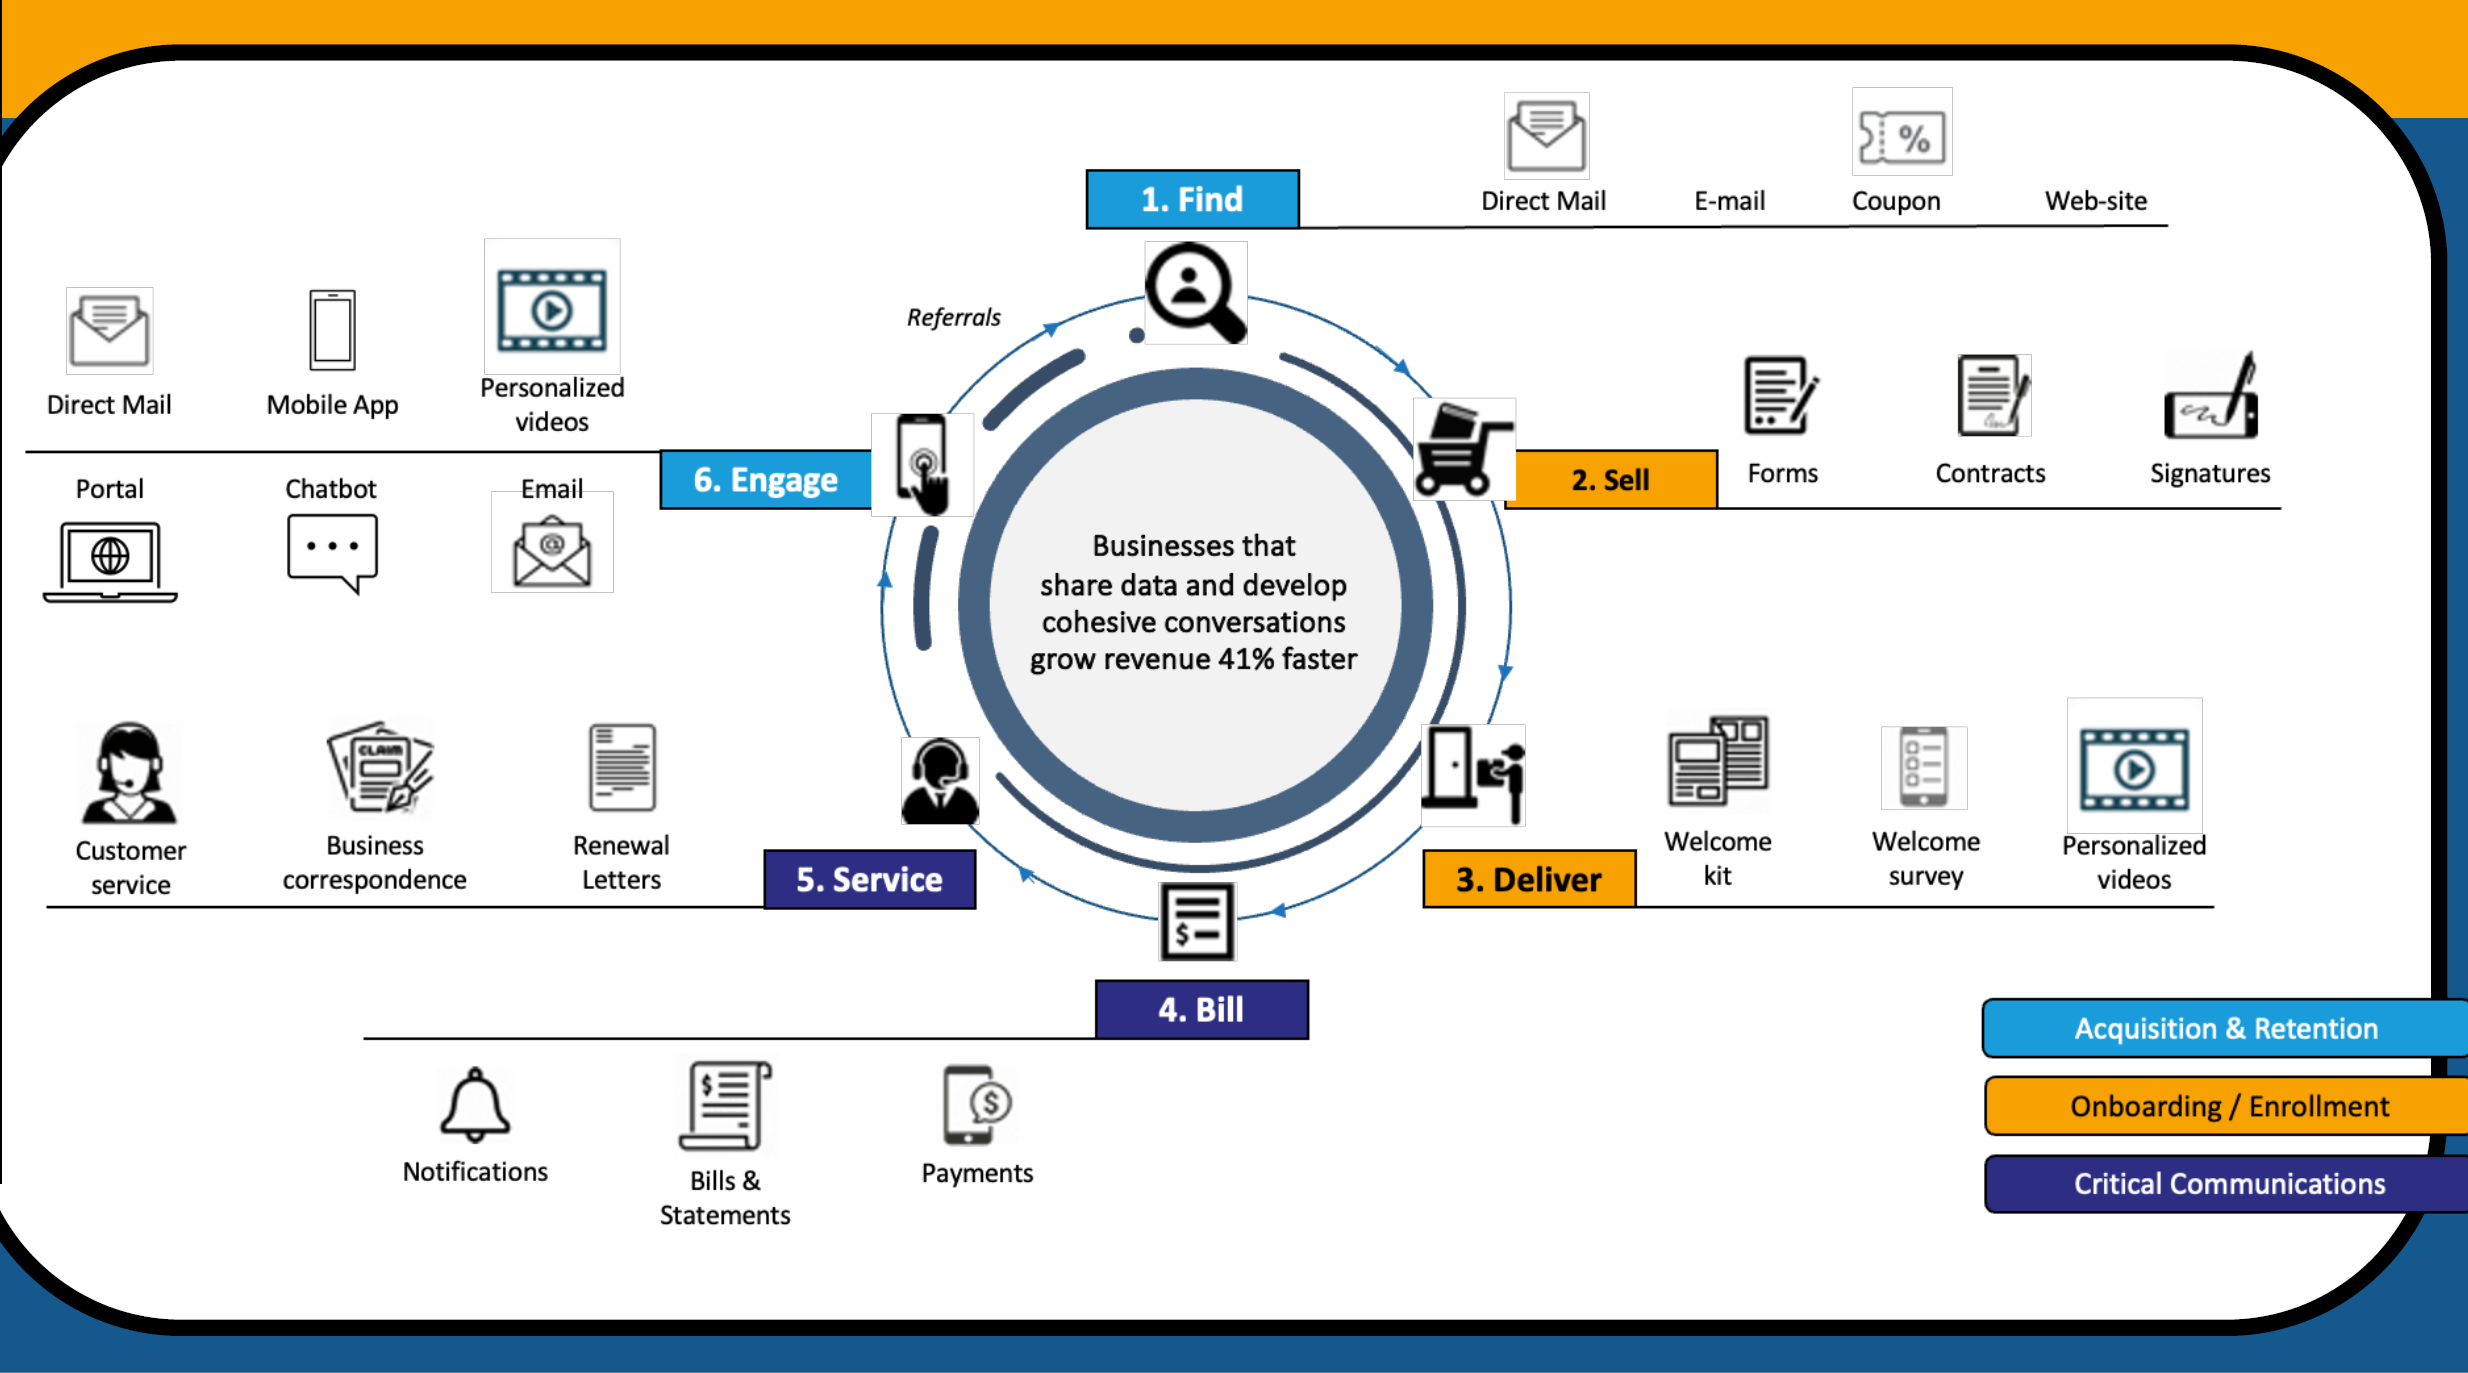 1. Find
Direct Mail
E-mail
Coupon
%
Web-site
Referrals
Direct Mail
Mobile App
Personalized
videos
6. Engage
Portal
Chatbot
Email
@
2. Sell
Forms
Contracts
Signatures
Businesses that
share data and develop
cohesive conversations
grow revenue 41% faster
Customer
service
CLAIM
Business
correspondence
Renewal
Letters
5. Service
3. Deliver
Welcome
kit
Welcome
survey
Personalized
videos
$
4. Bill
Notifications
$
Bills &
Statements
$
Payments
Acquisition & Retention
Onboarding / Enrollment
Critical Communications